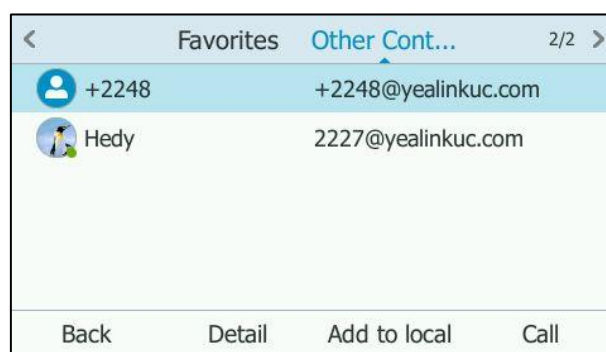 < Favorites Other Cont... 2/2 >
+2248 +2248@yealinkuc.com
Hedy 2227@yealinkuc.com
Back Detail Add to local Call